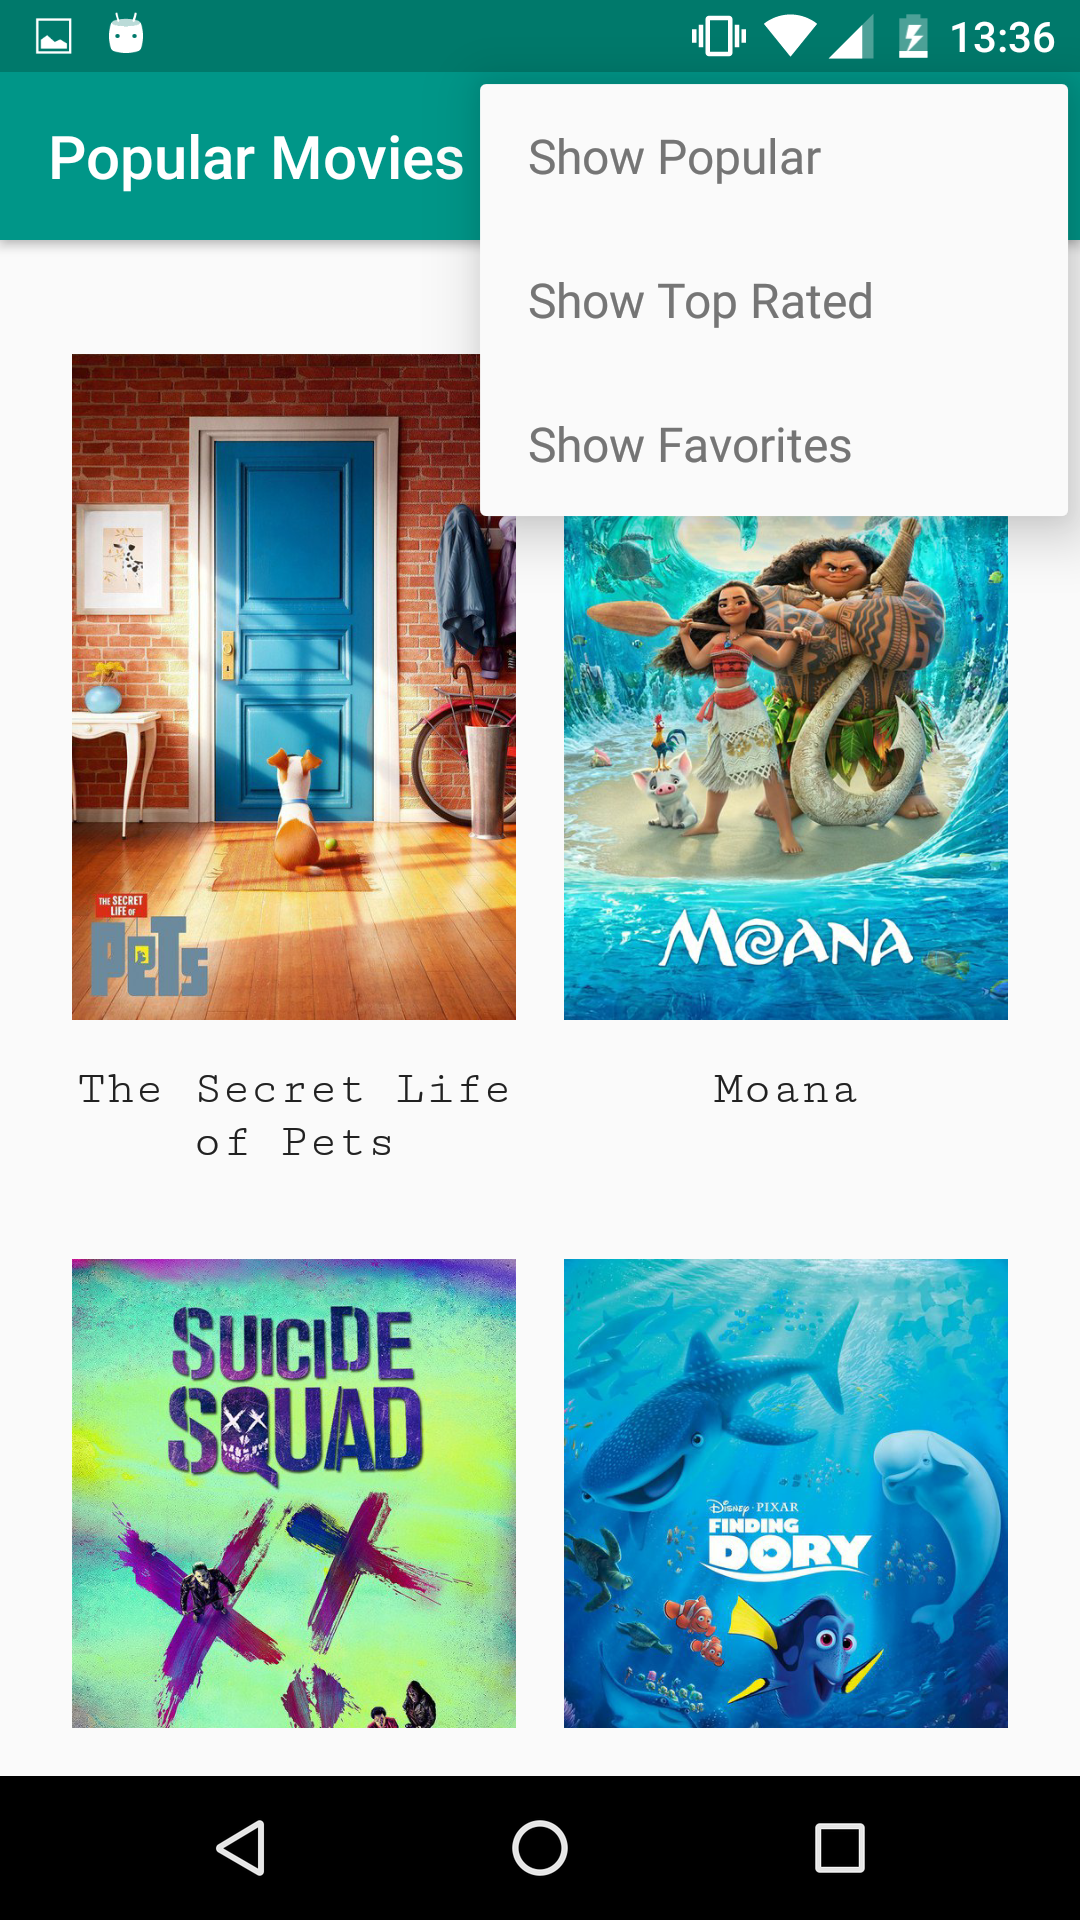 13:36
Popular Movies
Show Popular
Show Top Rated
Show Favorites
THE SECRET
LIFE OF
PeTs
MOANA
The Secret Life
of Pets
Moana
SUICIDE
SQUAD
Disney · PIXAR
FINDING
DORY